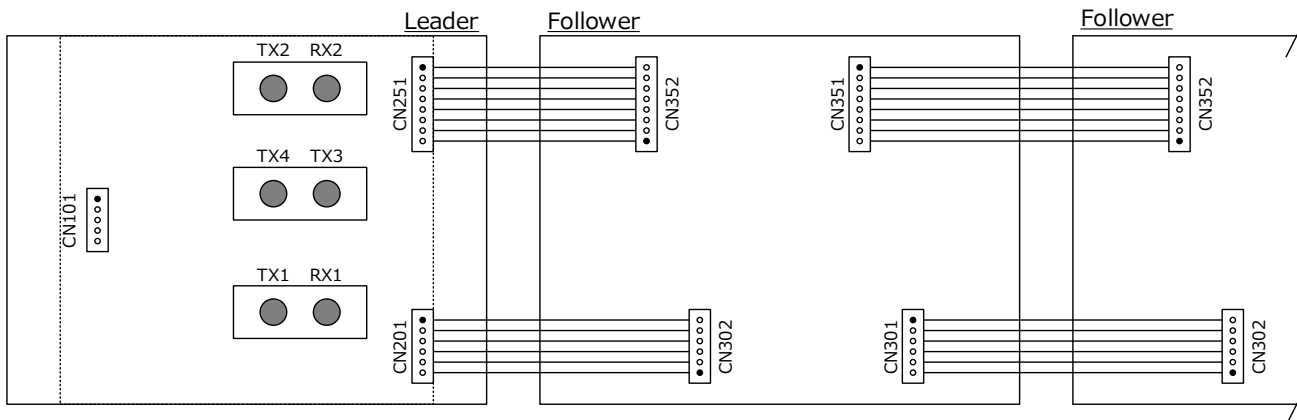 Leader
Follower
Follower
TX2 RX2
CN251
CN352
CN351
CN352
TX4 TX3
CN101
TX1 RX1
CN201
CN302
CN301
CN302